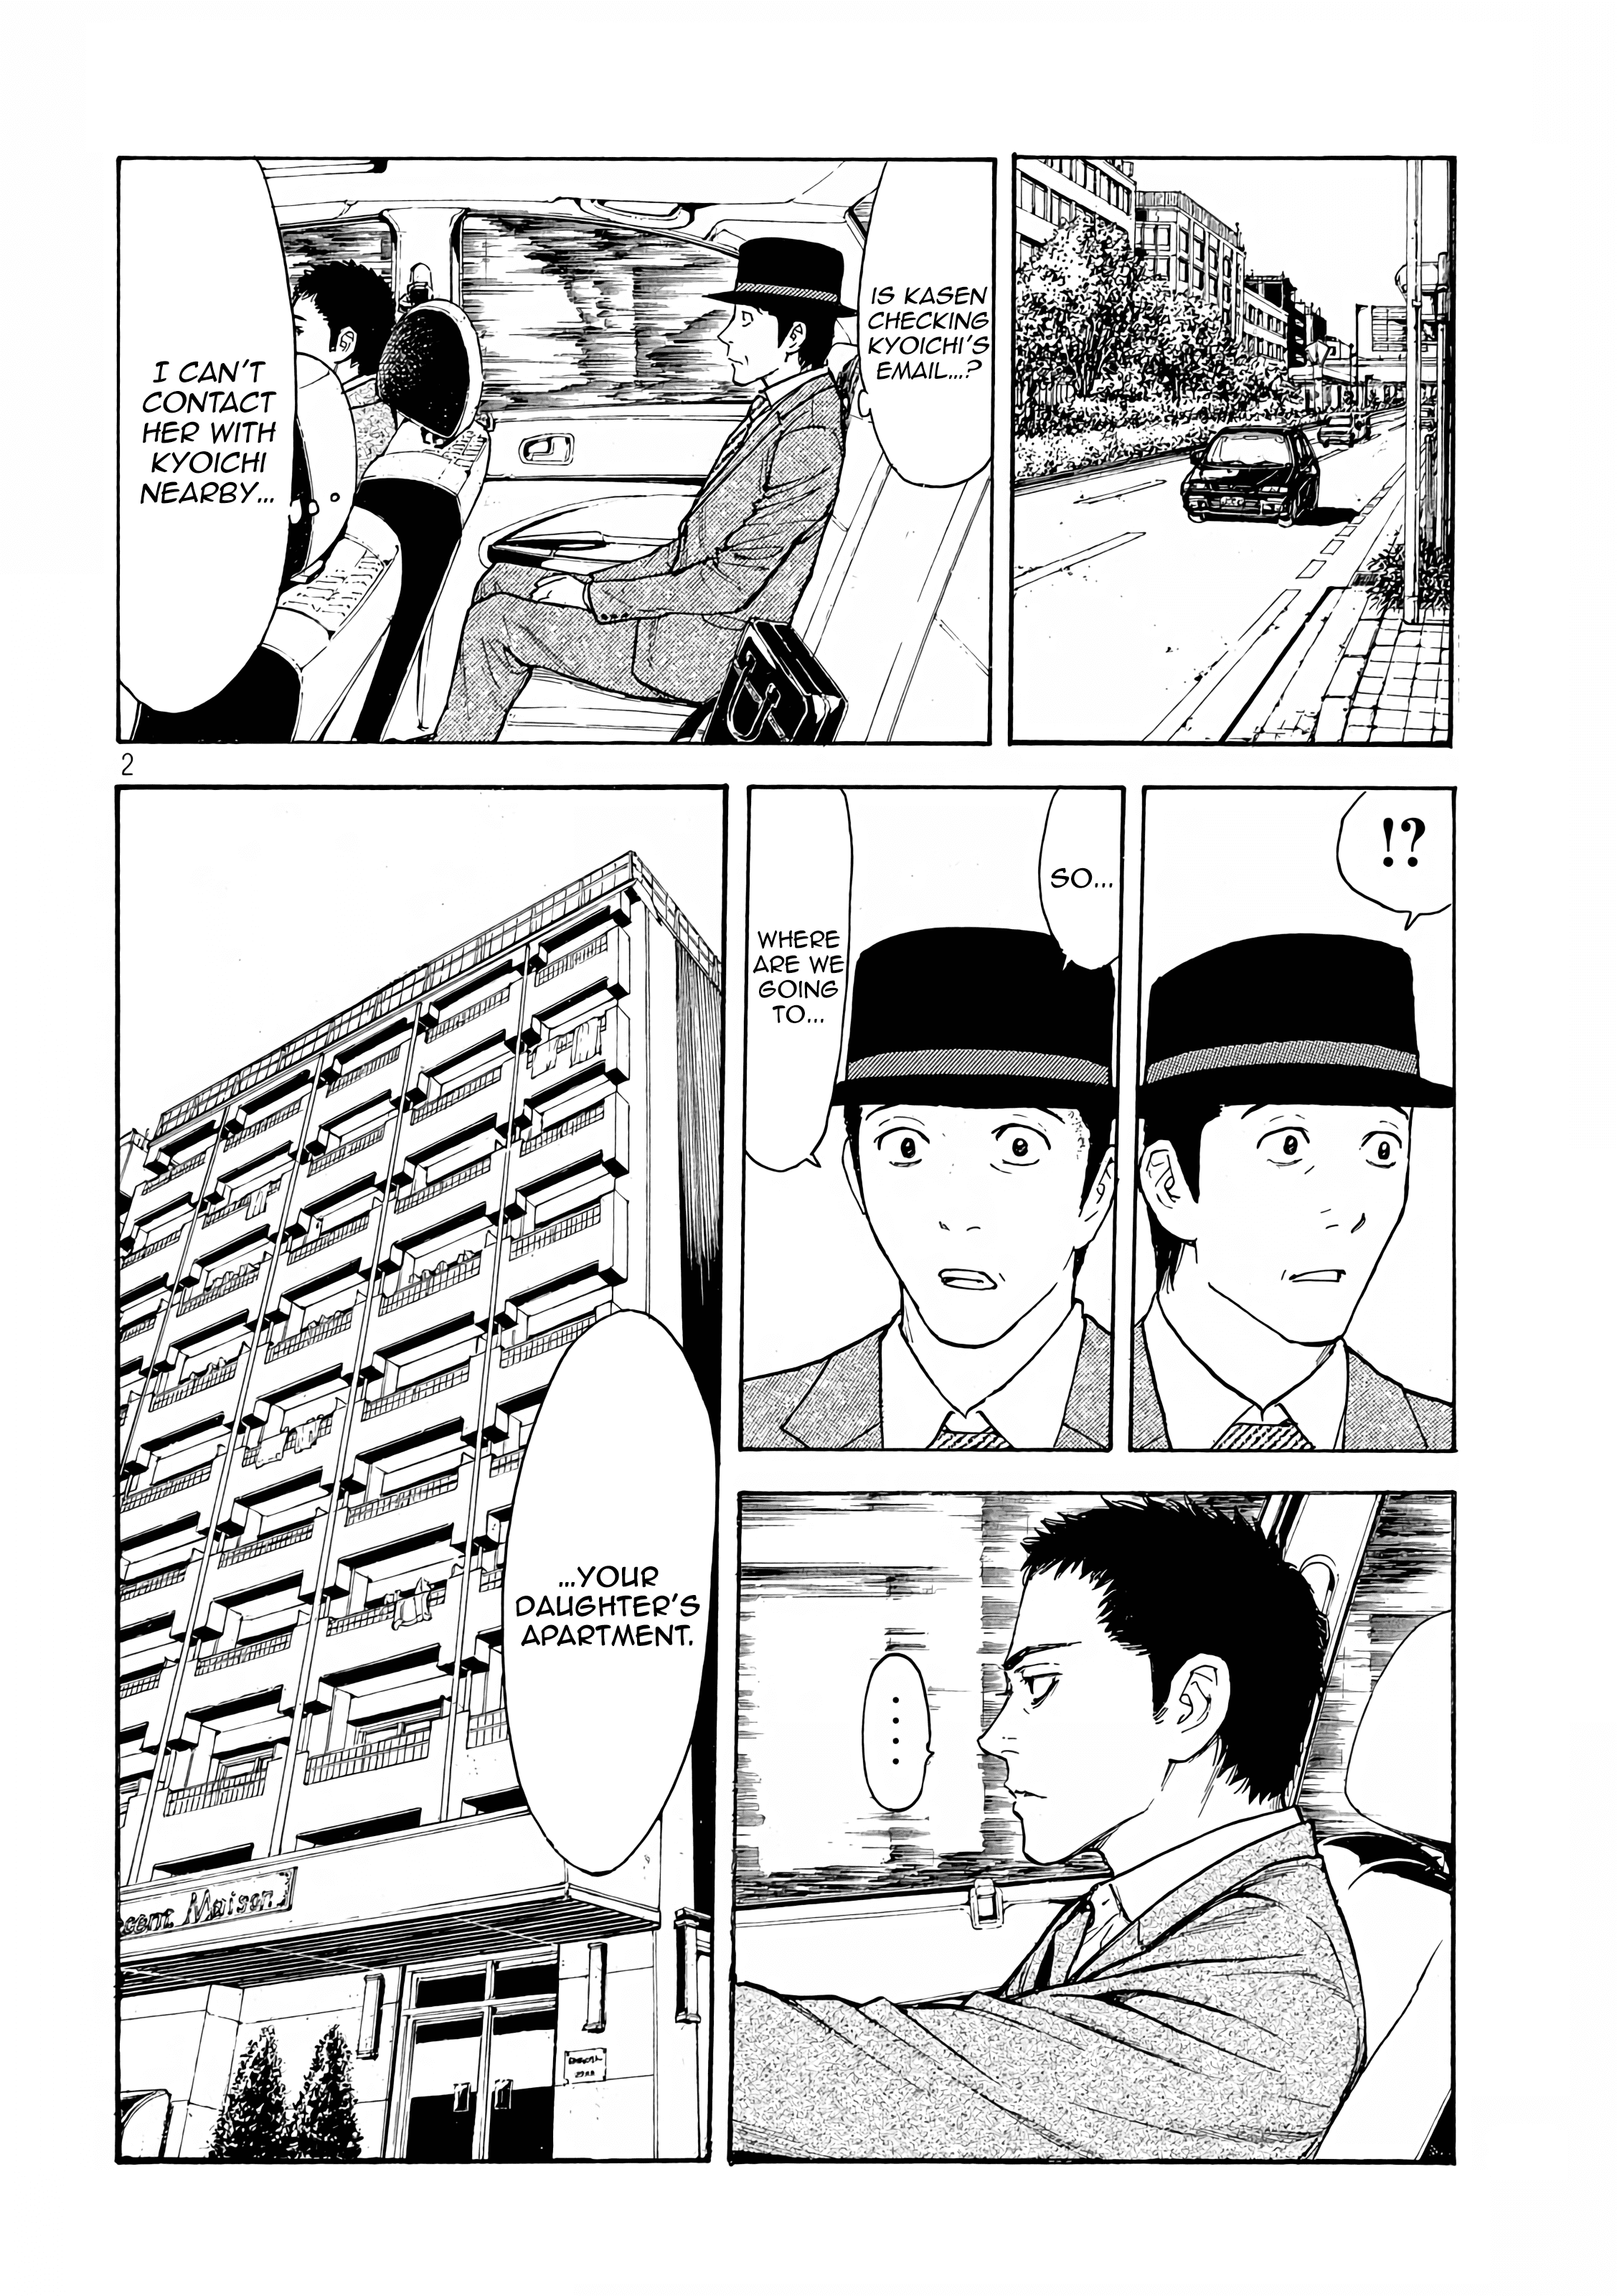 IS KASEN
CHECKING
KYOICHI'S
EMAIL...?
I CAN'T
CONTACT
HER WITH
KYOICHI
NEARBY...
2
!?
SO...
WHERE
ARE WE
GOING
TO...
....
...YOUR
DAUGHTER'S
APARTMENT.
Maison